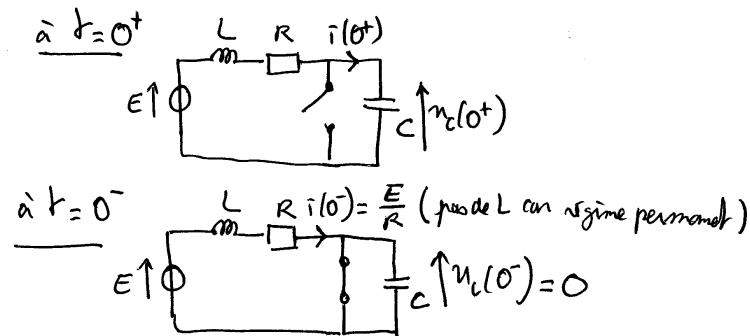 à t=0⁺
L R i(0⁺)
E
C u_c(0⁺)
à t=0⁻
L R i(0⁻)= E/R (pas de L car régime permanent)
E
C u_c(0⁻)=0